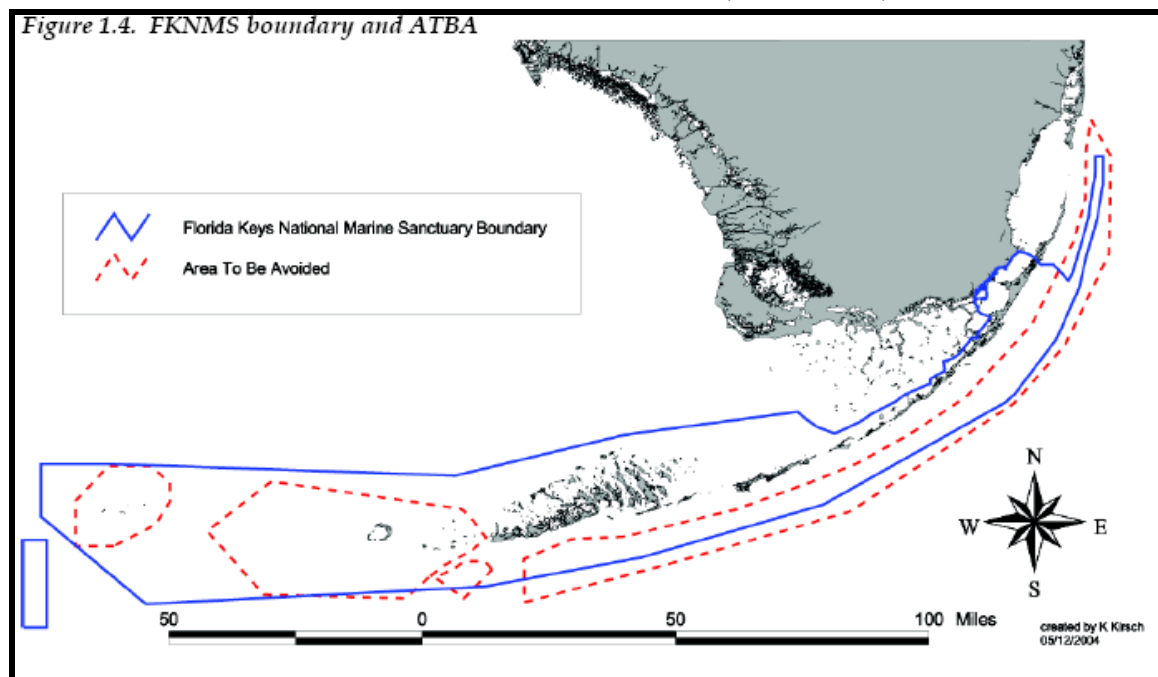 Figure 1.4. FKNMS boundary and ATBA
Florida Keys National Marine Sanctuary Boundary
Area To Be Avoided
N
W E
S
50 0 50 100 Miles
created by K Kirsch
05/12/2004